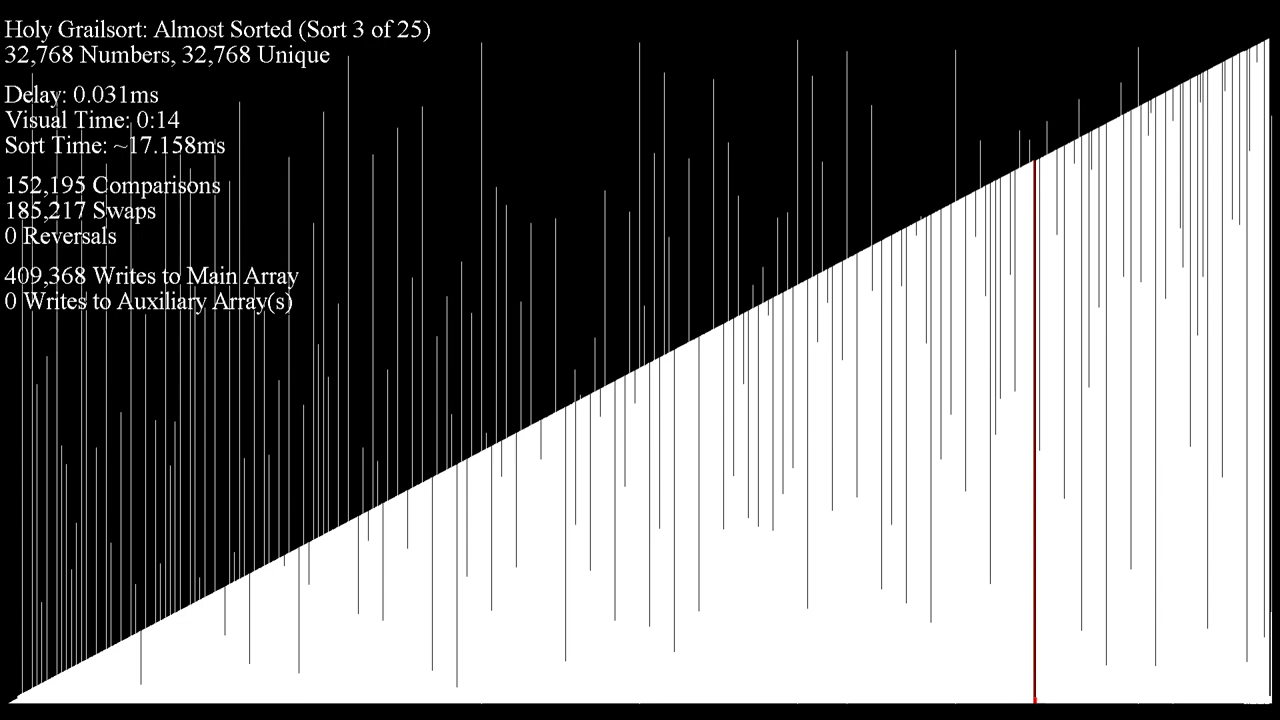 Holy Grailsort: Almost Sorted (Sort 3 of 25)
32,768 Numbers, 32,768 Unique
Delay: 0.031ms
Visual Time: 0:14
Sort Time: ~17.158ms
152,195 Comparisons
185,217 Swaps
0 Reversals
409,368 Writes to Main Array
0 Writes to Auxiliary Array(s)